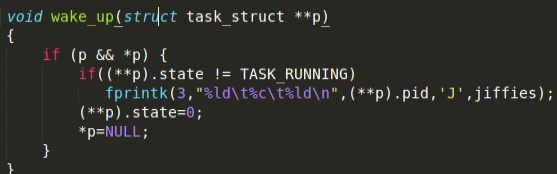 void wake_up(struct task_struct **p)
{
    if (p && *p) {
        if((**p).state != TASK_RUNNING)
            fprintk(3,"%ld\t%c\t%ld\n",(**p).pid,'J',jiffies);
        (**p).state=0;
        *p=NULL;
    }
}